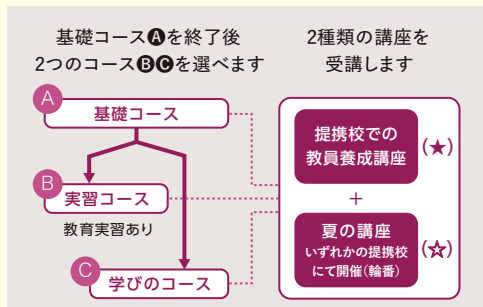 基礎コースⒶを終了後
2つのコースⒷⒸを選べます
2種類の講座を
受講します
A
基礎コース
B
実習コース
教育実習あり
C
学びのコース
提携校での
教員養成講座
(★)
+
夏の講座
いずれかの提携校
にて開催(輪番)
(☆)